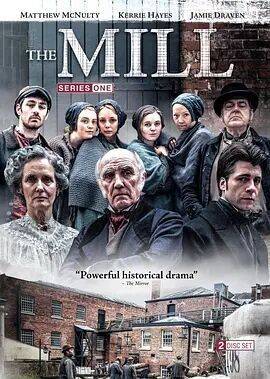 MATTHEW McNULTY KERRIE HAYES JAMIE DRAVEN
THE MILL
SERIES ONE
“Powerful historical drama”
– The Mirror
2 DISC SET